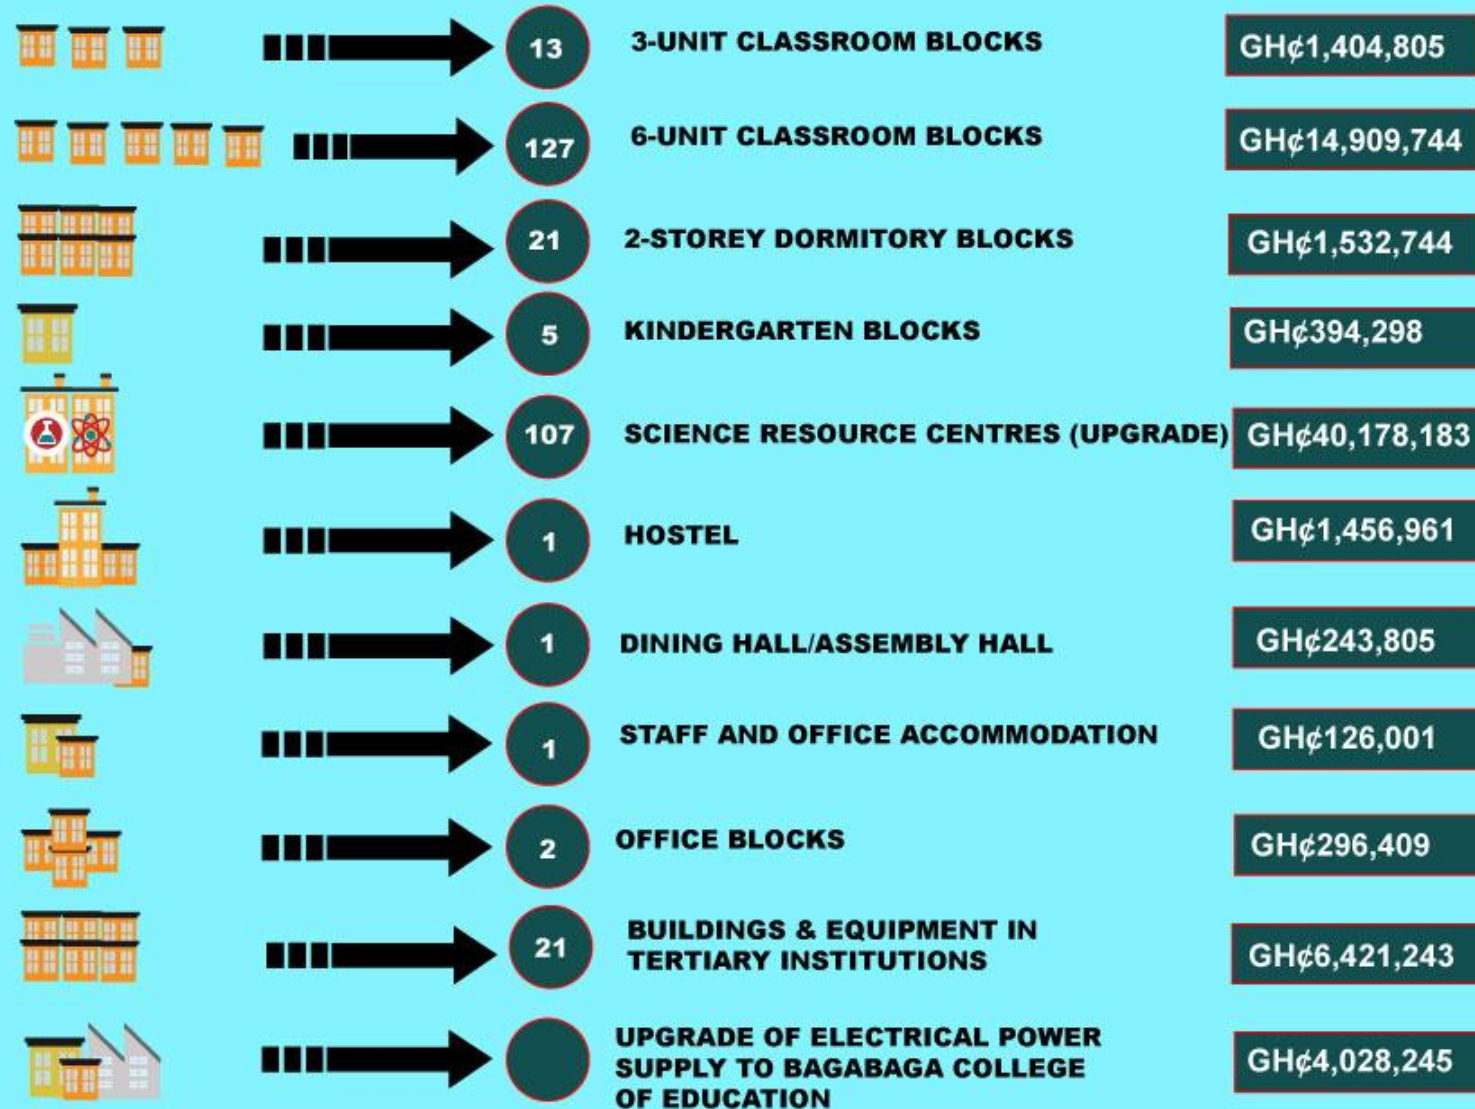 13 3-UNIT CLASSROOM BLOCKS GH¢1,404,805
127 6-UNIT CLASSROOM BLOCKS GH¢14,909,744
21 2-STOREY DORMITORY BLOCKS GH¢1,532,744
5 KINDERGARTEN BLOCKS GH¢394,298
107 SCIENCE RESOURCE CENTRES (UPGRADE) GH¢40,178,183
1 HOSTEL GH¢1,456,961
1 DINING HALL/ASSEMBLY HALL GH¢243,805
1 STAFF AND OFFICE ACCOMMODATION GH¢126,001
2 OFFICE BLOCKS GH¢296,409
21 BUILDINGS & EQUIPMENT IN
TERTIARY INSTITUTIONS GH¢6,421,243
UPGRADE OF ELECTRICAL POWER
SUPPLY TO BAGABAGA COLLEGE
OF EDUCATION GH¢4,028,245